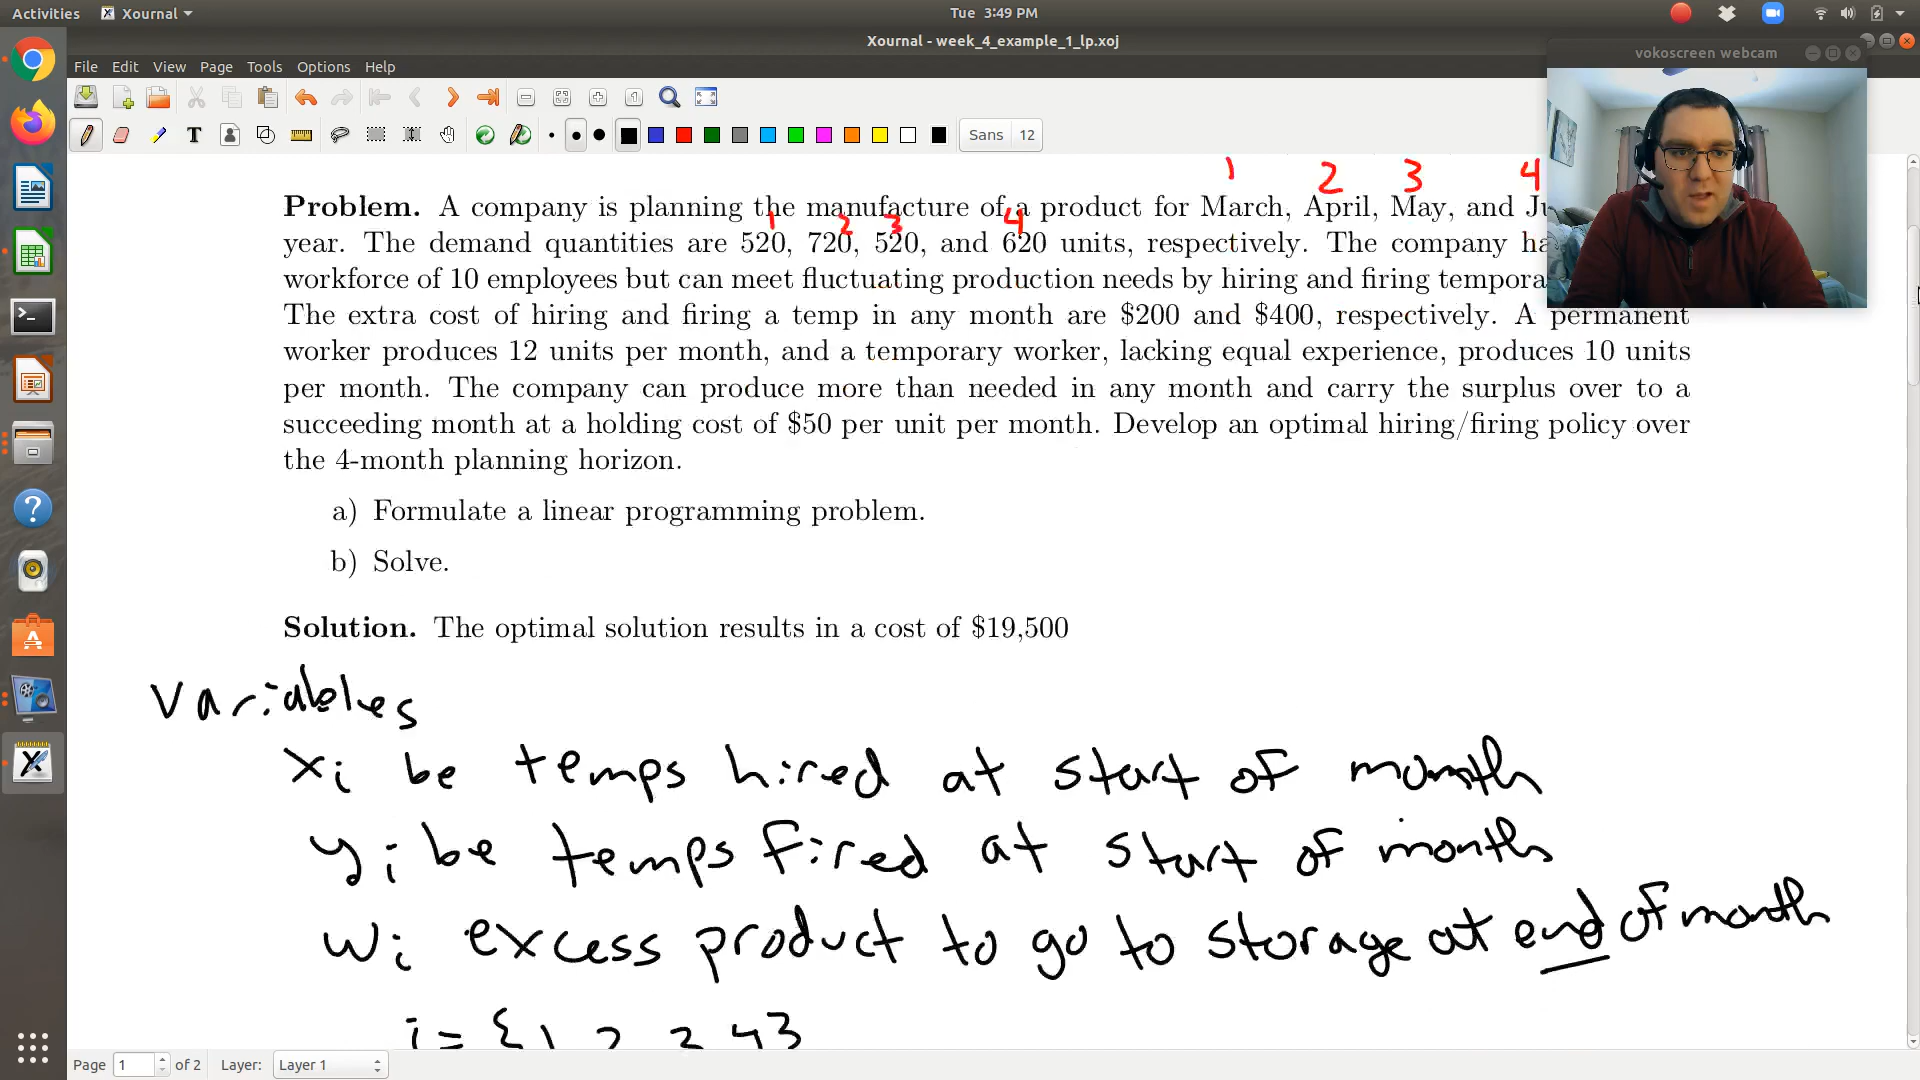 Activities Xournal Tue 3:49 PM
Xournal - week_4_example_1_lp.xoj
vokoscreen webcam
File Edit View Page Tools Options Help
Sans 12
1 2 3 4
Problem. A company is planning the manufacture of a product for March, April, May, and
1 2 3 4
year. The demand quantities are 520, 720, 520, and 620 units, respectively. The company
workforce of 10 employees but can meet fluctuating production needs by hiring and firing
The extra cost of hiring and firing a temp in any month are $200 and $400, respectively. A permanent
worker produces 12 units per month, and a temporary worker, lacking equal experience, produces 10 units
per month. The company can produce more than needed in any month and carry the surplus over to a
succeeding month at a holding cost of $50 per unit per month. Develop an optimal hiring/firing policy over
the 4-month planning horizon.
a) Formulate a linear programming problem.
b) Solve.
Solution. The optimal solution results in a cost of $19,500
Variables
xi be temps hired at start of month
yi be temps fired at start of month
wi excess product to go to storage at end of month
i = {1 2 3 4}
Page 1 of 2 Layer: Layer 1